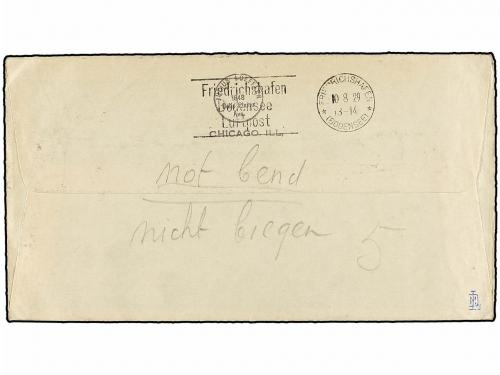 Friedrichshafen
Bodensee
Luftpost
CHICAGO, ILL.
FRIEDRICHSHAFEN
10.8.29
13-14
(BODENSEE)
not bend
nicht biegen 5